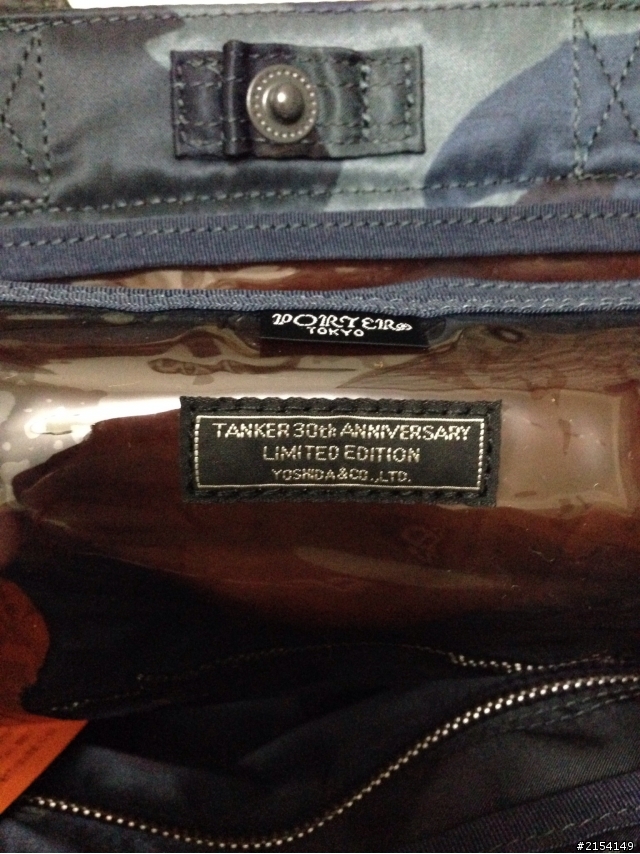 PORTER
TOKYO
TANKER 30th ANNIVERSARY
LIMITED EDITION
YOSHIDA&CO.,LTD.
#2154149